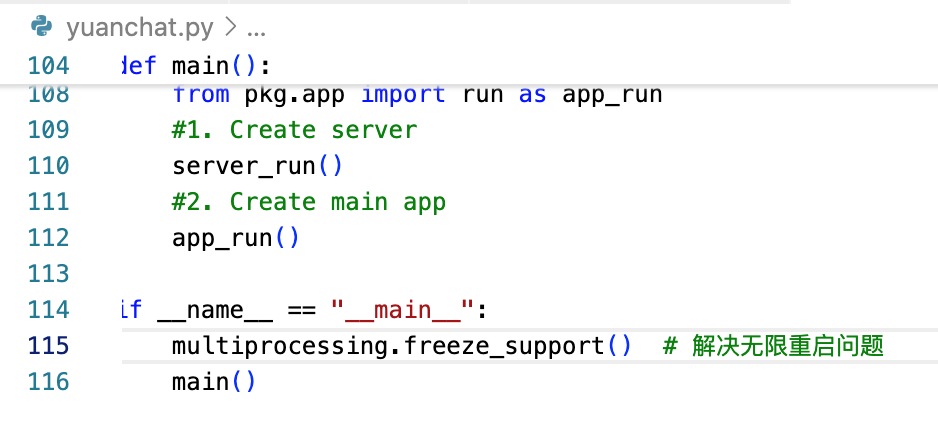 yuanchat.py > ...
104 def main():
108 from pkg.app import run as app_run
109 #1. Create server
110 server_run()
111 #2. Create main app
112 app_run()
113
114 if __name__ == "__main__":
115 multiprocessing.freeze_support() # 解决无限重启问题
116 main()